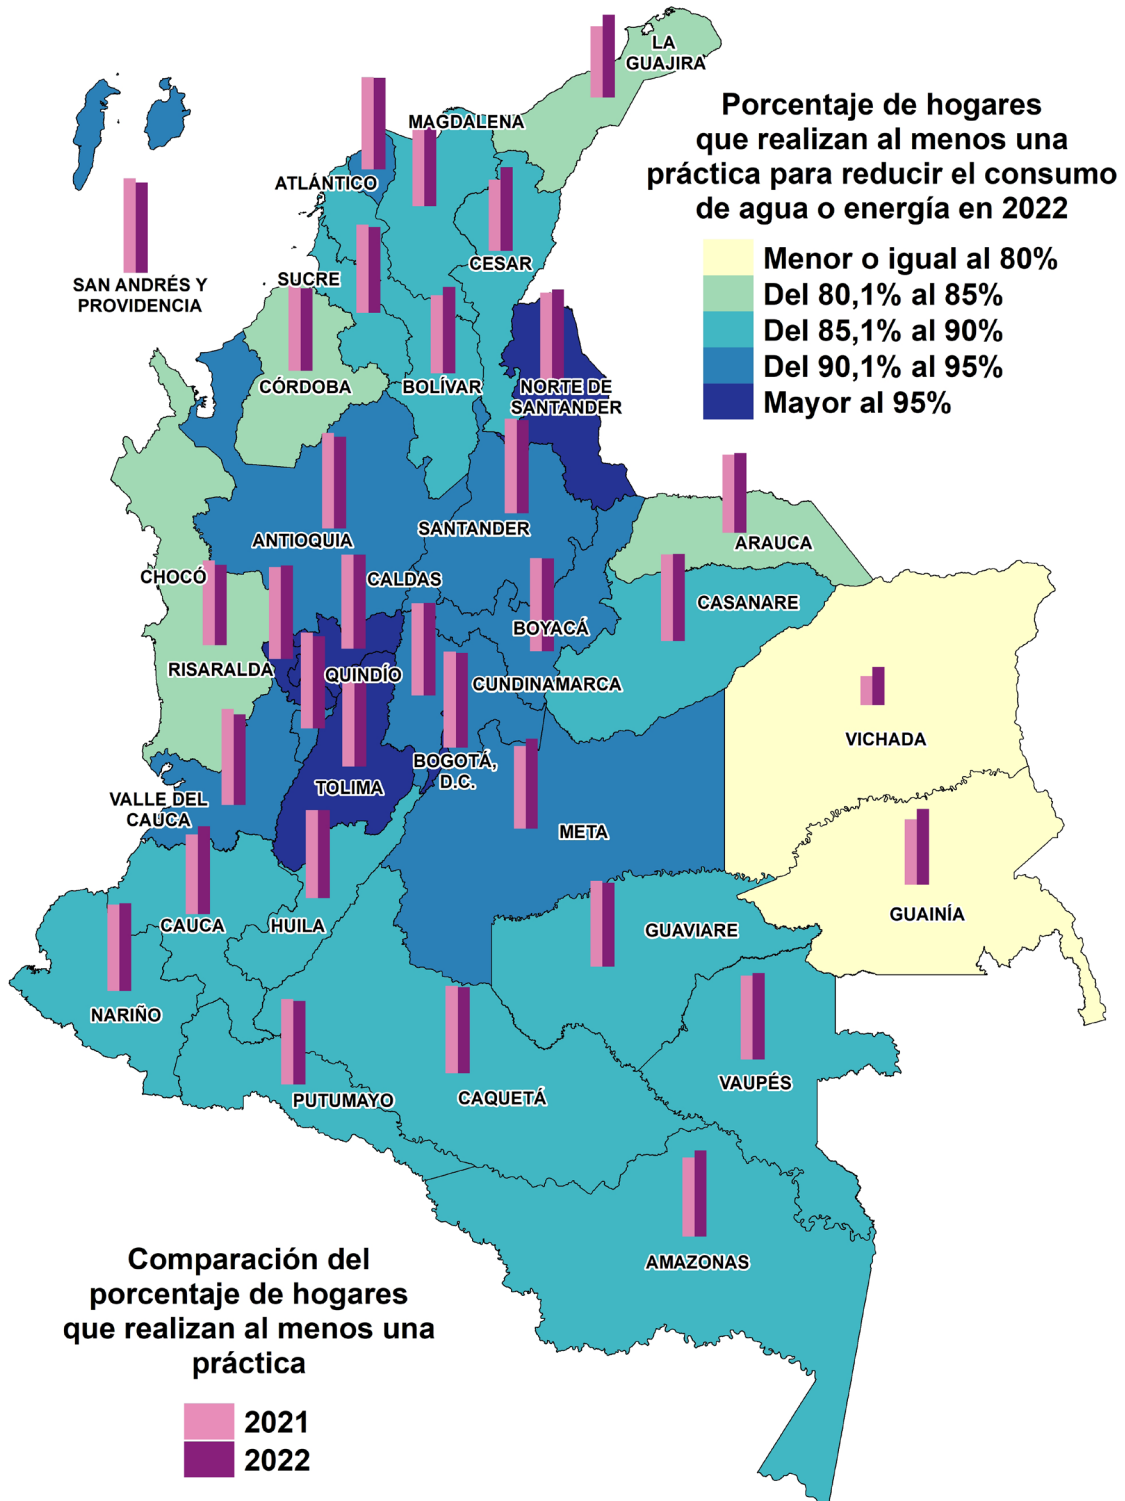 LA
GUAJIRA
Porcentaje de hogares
que realizan al menos una
práctica para reducir el consumo
de agua o energía en 2022
Menor o igual al 80%
Del 80,1% al 85%
Del 85,1% al 90%
Del 90,1% al 95%
Mayor al 95%
MAGDALENA
ATLÁNTICO
CESAR
SAN ANDRÉS Y
PROVIDENCIA
SUCRE
CÓRDOBA
BOLÍVAR
NORTE DE
SANTANDER
SANTANDER
ANTIOQUIA
ARAUCA
CHOCÓ
CALDAS
CASANARE
BOYACÁ
RISARALDA
QUINDÍO
CUNDINAMARCA
VICHADA
BOGOTÁ,
D.C.
TOLIMA
VALLE DEL
CAUCA
META
GUAINÍA
CAUCA
HUILA
GUAVIARE
NARIÑO
VAUPÉS
PUTUMAYO
CAQUETÁ
AMAZONAS
Comparación del
porcentaje de hogares
que realizan al menos una
práctica
2021
2022